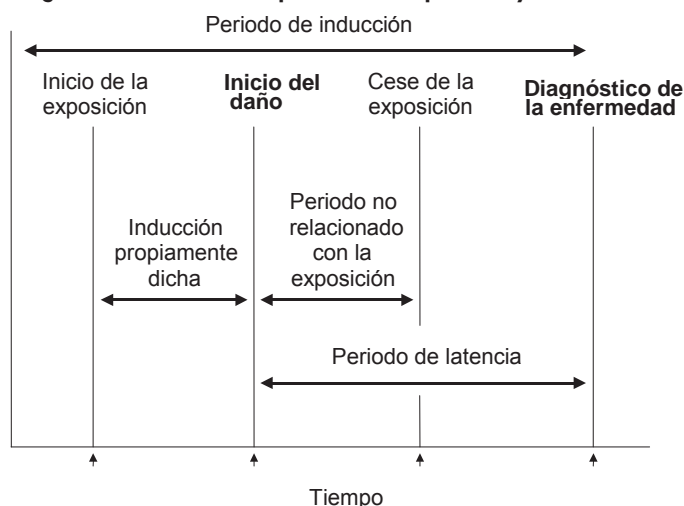 Periodo de inducción
Inicio de la
exposición
Inicio del
daño
Cese de la
exposición
Diagnóstico de
la enfermedad
Inducción
propiamente
dicha
Periodo no
relacionado
con la
exposición
Periodo de latencia
Tiempo